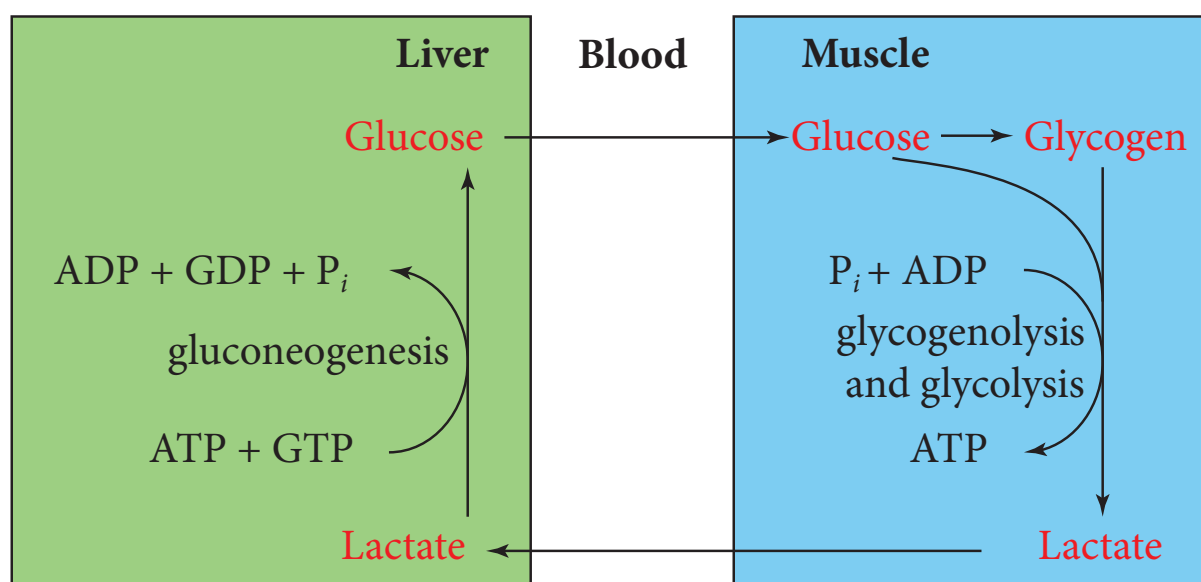 Liver
Blood
Muscle
Glucose
Glucose
Glycogen
ADP + GDP + Pᵢ
Pᵢ + ADP
gluconeogenesis
glycogenolysis
and glycolysis
ATP + GTP
ATP
Lactate
Lactate